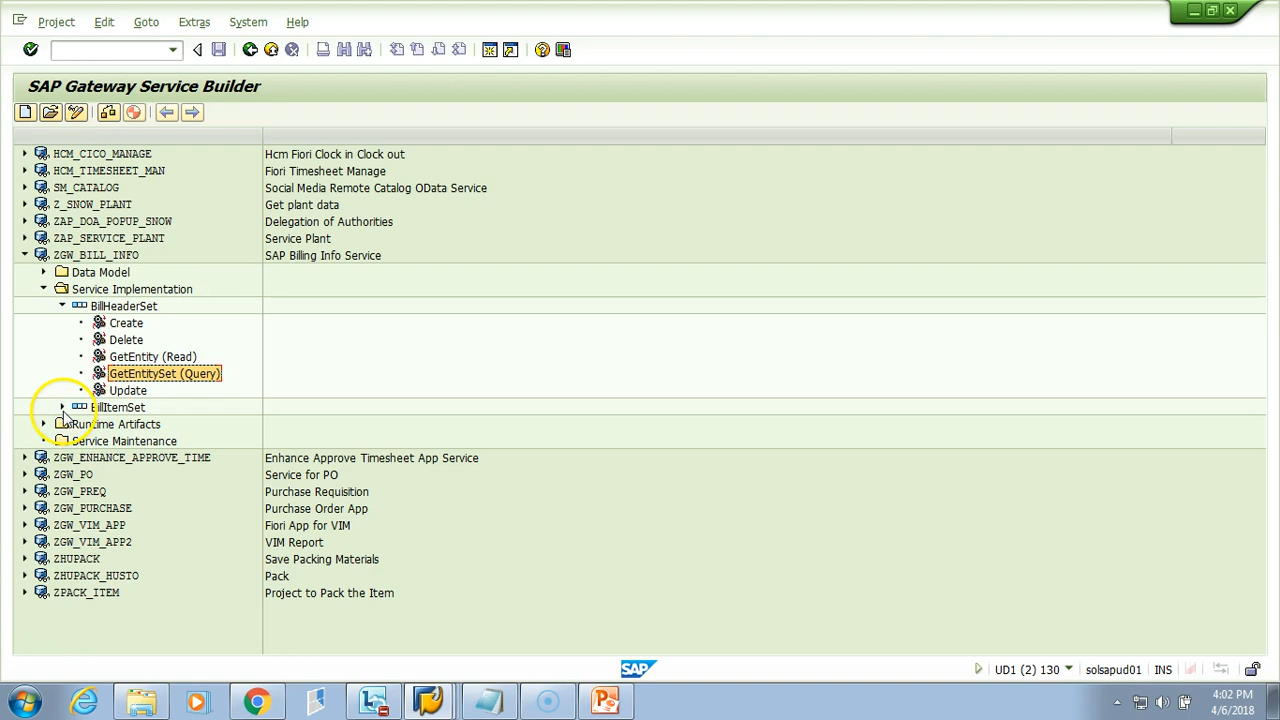 Project Edit Goto Extras System Help
SAP Gateway Service Builder
HCM_CICO_MANAGE Hcm Fiori Clock in Clock out
HCM_TIMESHEET_MAN Fiori Timesheet Manage
SM_CATALOG Social Media Remote Catalog OData Service
Z_SNOW_PLANT Get plant data
ZAP_DOA_POPUP_SNOW Delegation of Authorities
ZAP_SERVICE_PLANT Service Plant
ZGW_BILL_INFO SAP Billing Info Service
Data Model
Service Implementation
BillHeaderSet
Create
Delete
GetEntity (Read)
GetEntitySet (Query)
Update
BillItemSet
Runtime Artifacts
Service Maintenance
ZGW_ENHANCE_APPROVE_TIME Enhance Approve Timesheet App Service
ZGW_PO Service for PO
ZGW_PREQ Purchase Requisition
ZGW_PURCHASE Purchase Order App
ZGW_VIM_APP Fiori App for VIM
ZGW_VIM_APP2 VIM Report
ZHUPACK Save Packing Materials
ZHUPACK_HUSTO Pack
ZPACK_ITEM Project to Pack the Item
SAP UD1 (2) 130 solsapud01 INS
4:02 PM
4/6/2018